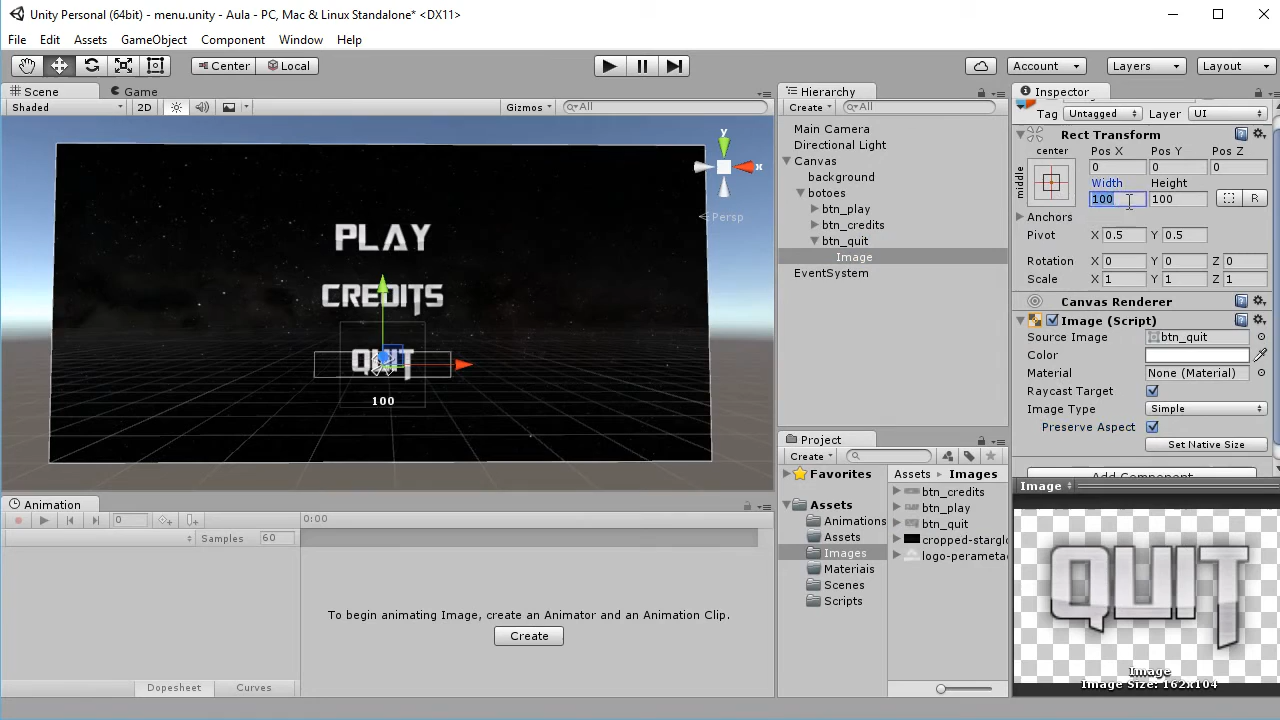 Unity Personal (64bit) - menu.unity - Aula - PC, Mac & Linux Standalone* <DX11>
File Edit Assets GameObject Component Window Help
Center Local Account Layers Layout
Scene Game
Shaded 2D Gizmos All
y
x
Persp
PLAY
CREDITS
QUIT
100
Hierarchy
Create All
Main Camera
Directional Light
Canvas
background
botoes
btn_play
btn_credits
btn_quit
Image
EventSystem
Inspector
Tag Untagged Layer UI
Rect Transform
center Pos X Pos Y Pos Z
middle
0 0 0
Width Height
100 100 R
Anchors
Pivot X 0.5 Y 0.5
Rotation X 0 Y 0 Z 0
Scale X 1 Y 1 Z 1
Canvas Renderer
Image (Script)
Source Image btn_quit
Color
Material None (Material)
Raycast Target
Image Type Simple
Preserve Aspect
Set Native Size
Image
QUIT
Image
Image Size: 162x104
Project
Create
Favorites
Assets
Animations
Assets
Images
Materiais
Scenes
Scripts
Assets Images
btn_credits
btn_play
btn_quit
cropped-starglo
logo-perameta
Animation
0 0:00
Samples 60
To begin animating Image, create an Animator and an Animation Clip.
Create
Dopesheet Curves